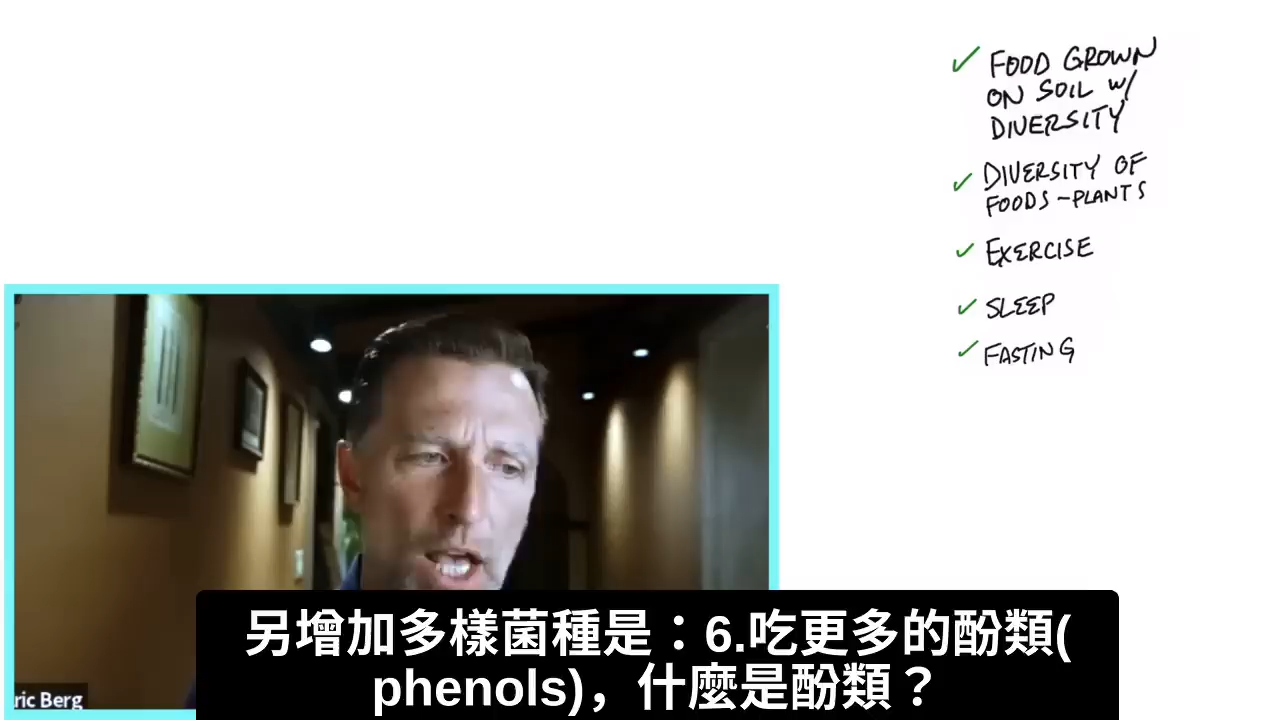 ✓ FOOD GROWN
ON SOIL w/
DIVERSITY
✓ DIVERSITY OF
FOODS ~ PLANTS
✓ EXERCISE
✓ SLEEP
✓ FASTING
ric Berg
另增加多樣菌種是：6.吃更多的酚類(
phenols)，什麼是酚類？